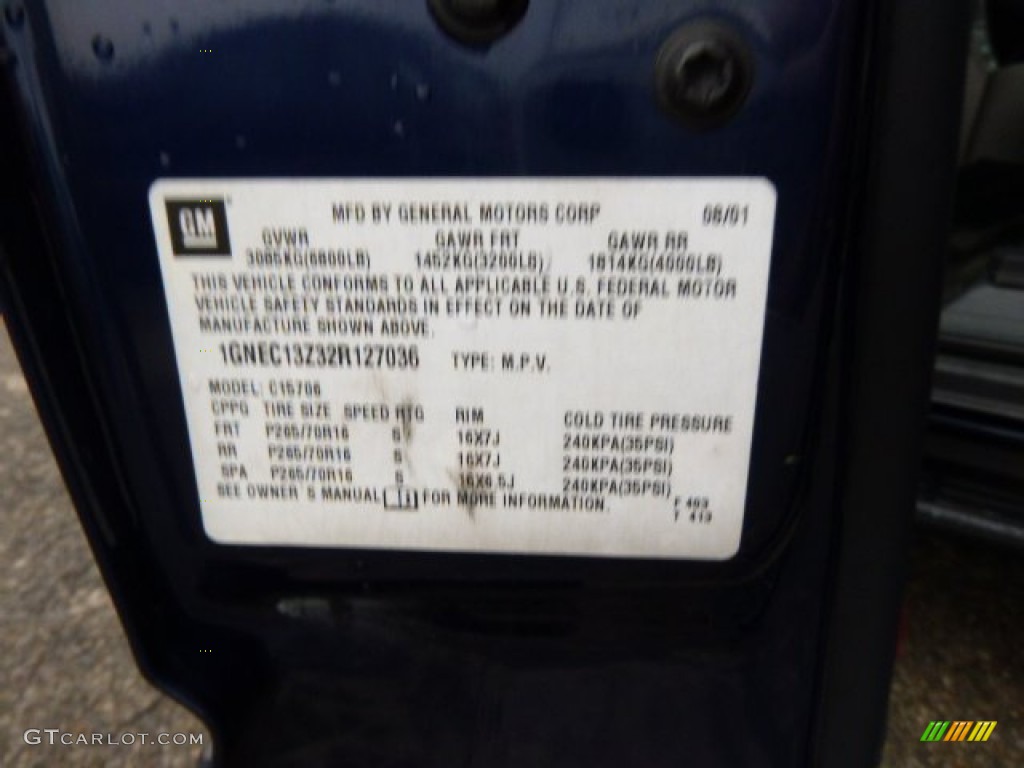 GM MFD BY GENERAL MOTORS CORP 08/01
GVWR GAWR FRT GAWR RR
3085KG(6800LB) 1452KG(3200LB) 1814KG(4000LB)
THIS VEHICLE CONFORMS TO ALL APPLICABLE U.S. FEDERAL MOTOR
VEHICLE SAFETY STANDARDS IN EFFECT ON THE DATE OF
MANUFACTURE SHOWN ABOVE.
1GNEC13Z32R127036 TYPE: M.P.V.
MODEL: C15706
CPPG TIRE SIZE SPEED RTG RIM COLD TIRE PRESSURE
FRT P265/70R16 S 16X7J 240KPA(35PSI)
RR P265/70R16 S 16X7J 240KPA(35PSI)
SPA P265/70R16 S 16X6.5J 240KPA(35PSI)
SEE OWNER'S MANUAL FOR MORE INFORMATION.
F 403
T 413
GTCARLOT.COM